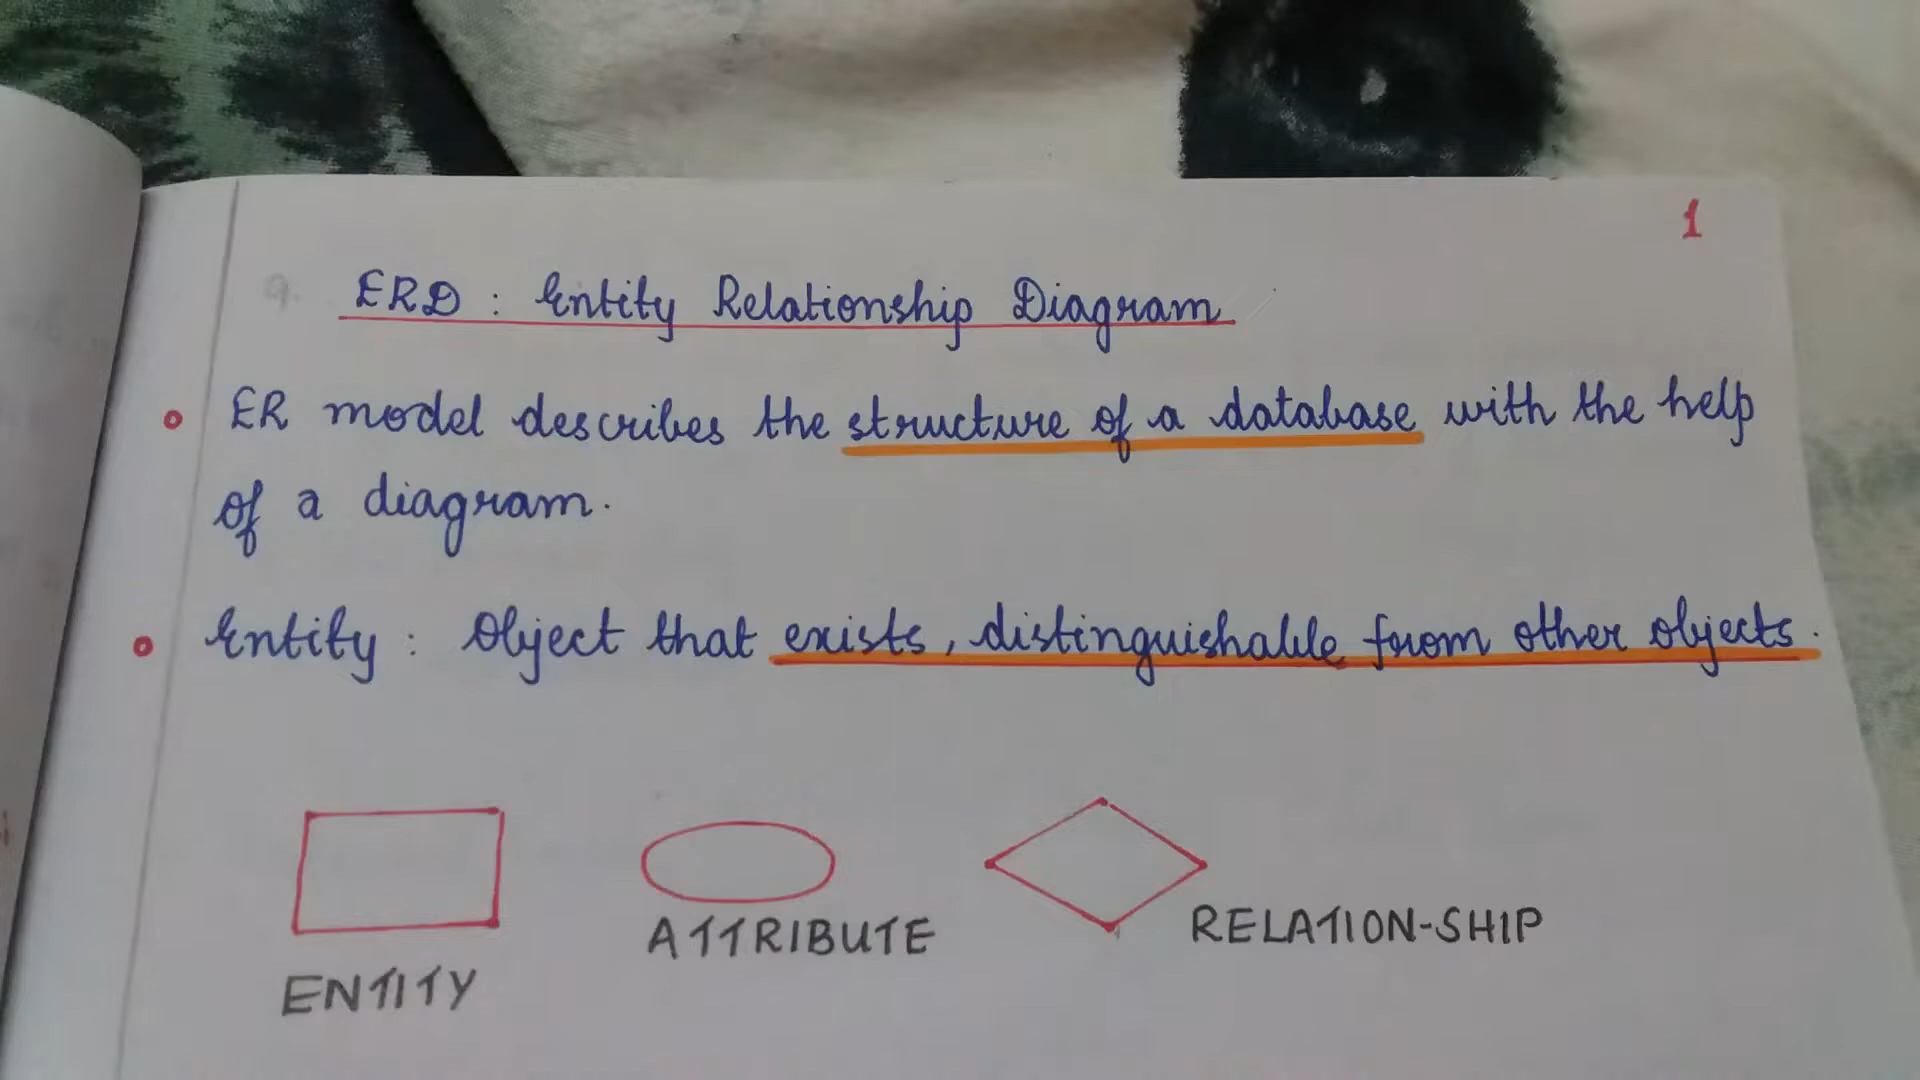 1
ERD : Entity Relationship Diagram
ER model describes the structure of a database with the help
of a diagram.
Entity : Object that exists, distinguishable from other objects.
ENTITY
ATTRIBUTE
RELATION-SHIP